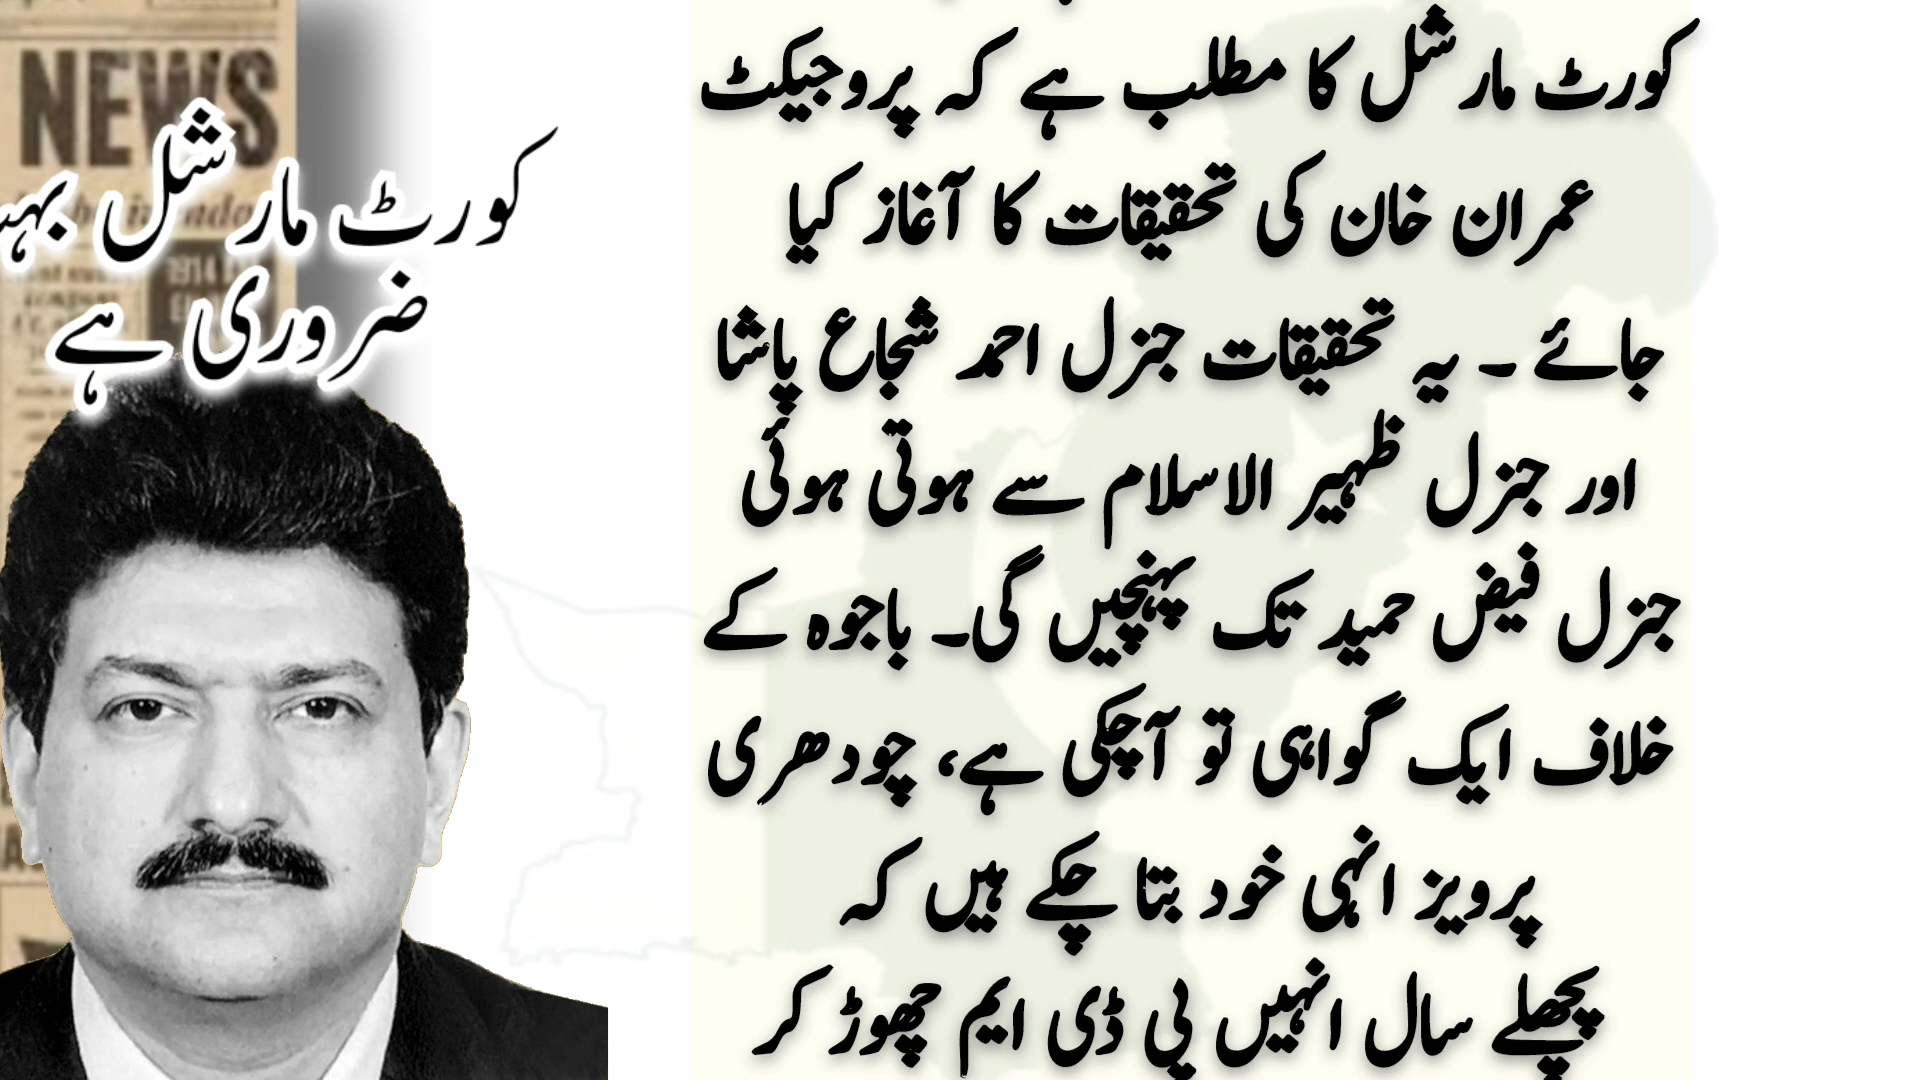 NEWS
کورٹ مارشل
ضروری ہے
کورٹ مارشل کا مطلب ہے کہ پروجیکٹ
عمران خان کی تحقیقات کا آغاز کیا
جائے ۔ یہ تحقیقات جنرل احمد شجاع پاشا
اور جنرل ظہیر الاسلام سے ہوتی ہوئی
جنرل فیض حمید تک پہنچیں گی۔ باجوہ کے
خلاف ایک گواہی تو آچکی ہے، چودھری
پرویز انہی خود بتا چکے ہیں کہ
پچھلے سال انہیں پی ڈی ایم چھوڑ کر